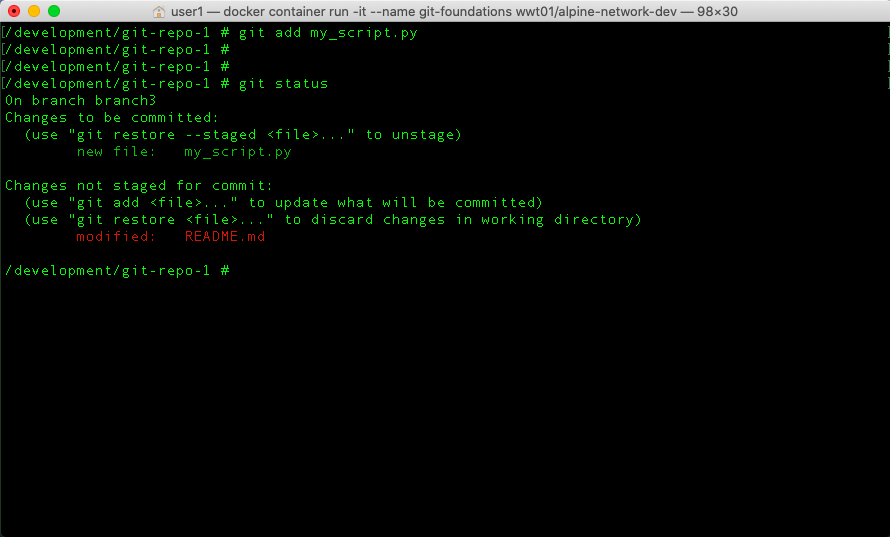 user1 — docker container run -it --name git-foundations wwt01/alpine-network-dev — 98×30
[/development/git-repo-1 # git add my_script.py ]
[/development/git-repo-1 # ]
[/development/git-repo-1 # ]
[/development/git-repo-1 # git status ]
On branch branch3
Changes to be committed:
  (use "git restore --staged <file>..." to unstage)
        new file:   my_script.py

Changes not staged for commit:
  (use "git add <file>..." to update what will be committed)
  (use "git restore <file>..." to discard changes in working directory)
        modified:   README.md

/development/git-repo-1 #